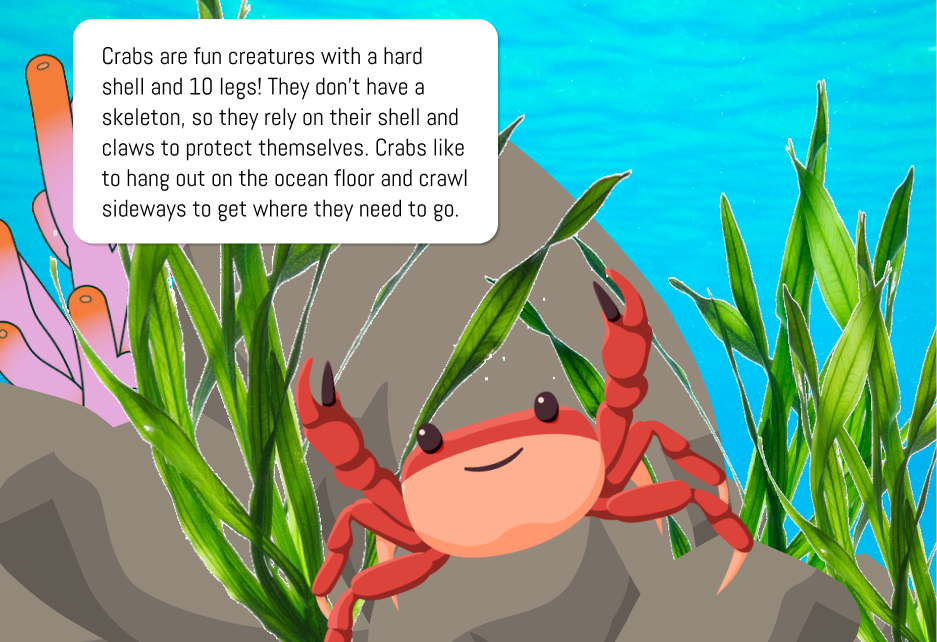 Crabs are fun creatures with a hard
shell and 10 legs! They don't have a
skeleton, so they rely on their shell and
claws to protect themselves. Crabs like
to hang out on the ocean floor and crawl
sideways to get where they need to go.